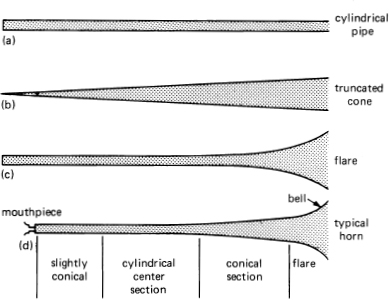 cylindrical
pipe
(a)
truncated
cone
(b)
flare
(c)
bell
mouthpiece
typical
horn
(d)
slightly
conical
cylindrical
center
section
conical
section
flare